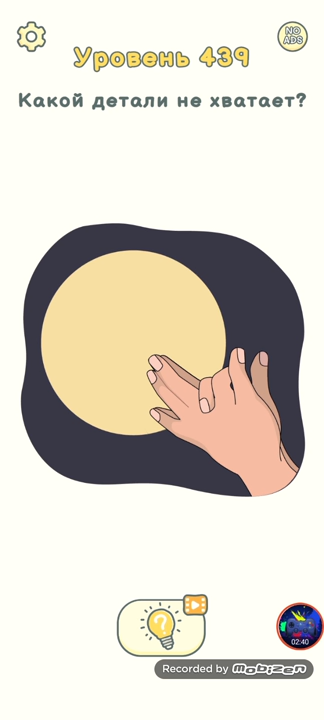 NO
ADS
Уровень 439
Какой детали не хватает?
02:40
Recorded by mobizen